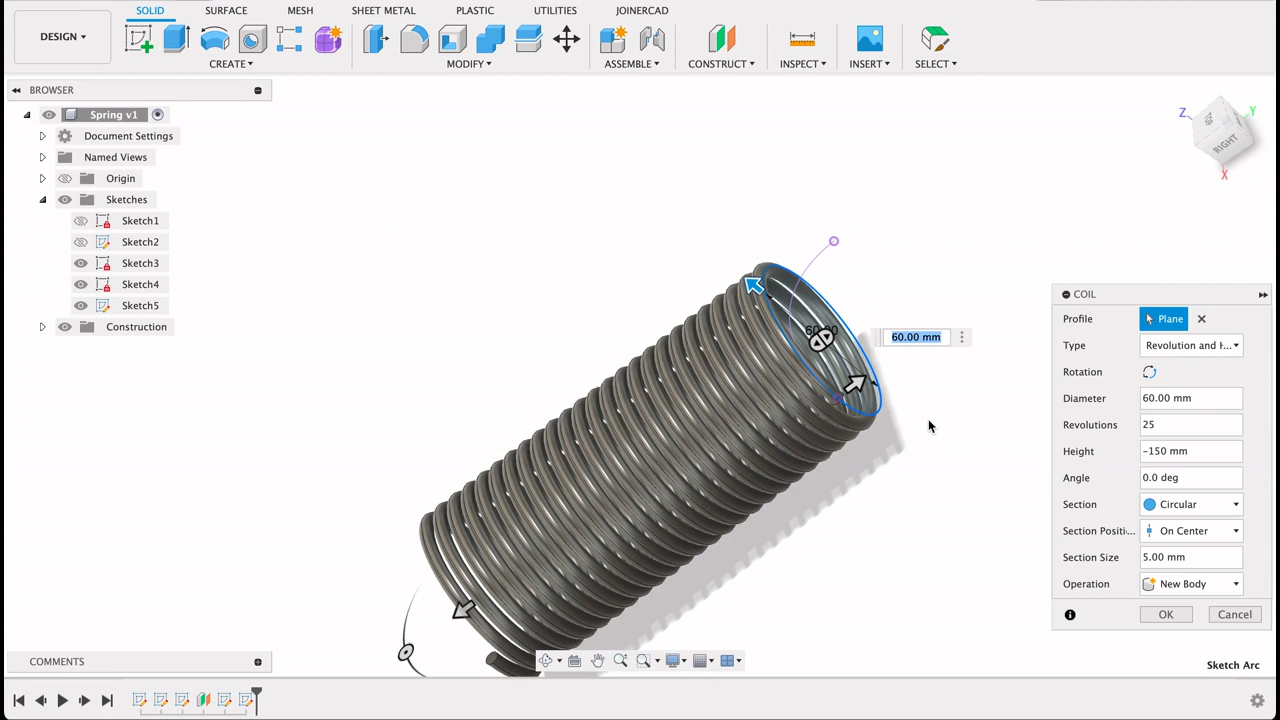 SOLID SURFACE MESH SHEET METAL PLASTIC UTILITIES JOINERCAD
DESIGN
CREATE MODIFY ASSEMBLE CONSTRUCT INSPECT INSERT SELECT
BROWSER
Spring v1
Document Settings
Named Views
Origin
Sketches
Sketch1
Sketch2
Sketch3
Sketch4
Sketch5
Construction
Z
Y
RIGHT
X
60.00
60.00 mm
COIL
Profile Plane
Type Revolution and H...
Rotation
Diameter 60.00 mm
Revolutions 25
Height -150 mm
Angle 0.0 deg
Section Circular
Section Positi... On Center
Section Size 5.00 mm
Operation New Body
OK Cancel
COMMENTS
Sketch Arc